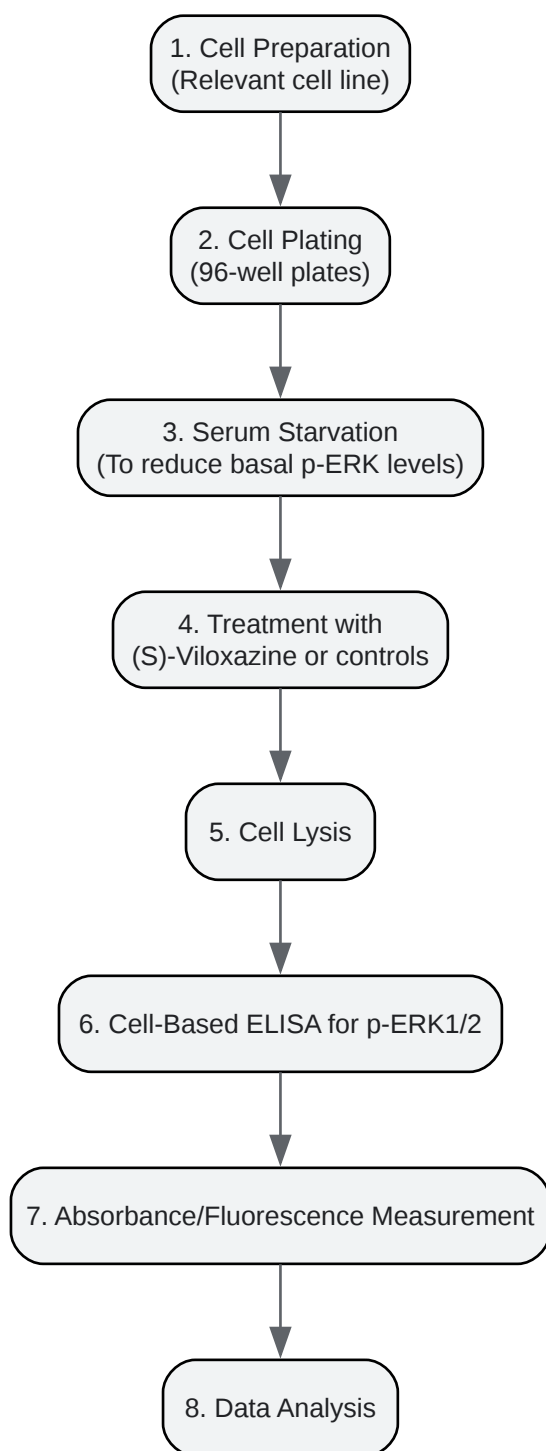 1. Cell Preparation
(Relevant cell line)
2. Cell Plating
(96-well plates)
3. Serum Starvation
(To reduce basal p-ERK levels)
4. Treatment with
(S)-Viloxazine or controls
5. Cell Lysis
6. Cell-Based ELISA for p-ERK1/2
7. Absorbance/Fluorescence Measurement
8. Data Analysis